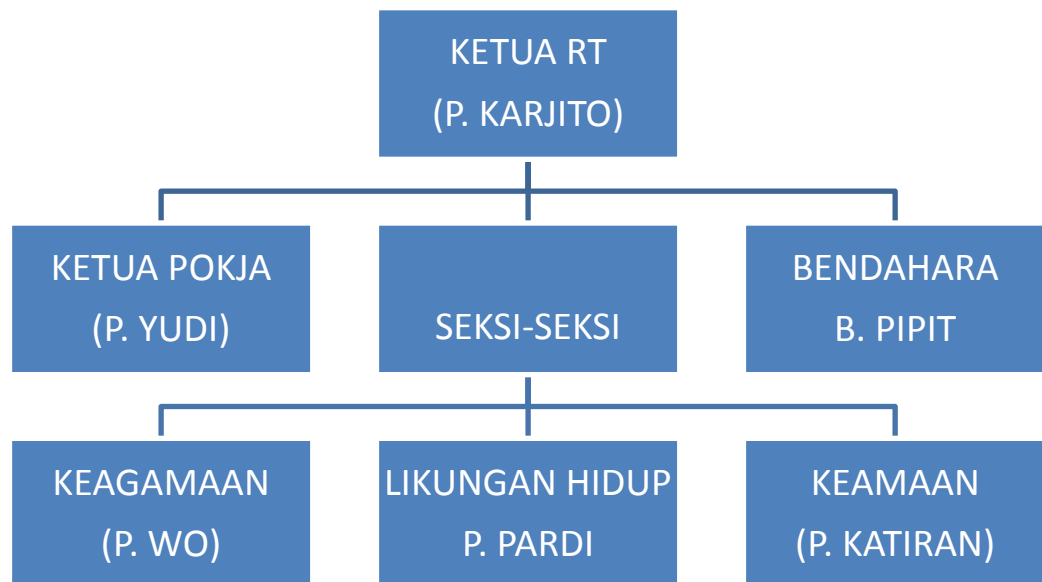 KETUA RT
(P. KARJITO)
KETUA POKJA
(P. YUDI)
SEKSI-SEKSI
BENDAHARA
B. PIPIT
KEAGAMAAN
(P. WO)
LIKUNGAN HIDUP
P. PARDI
KEAMAAN
(P. KATIRAN)